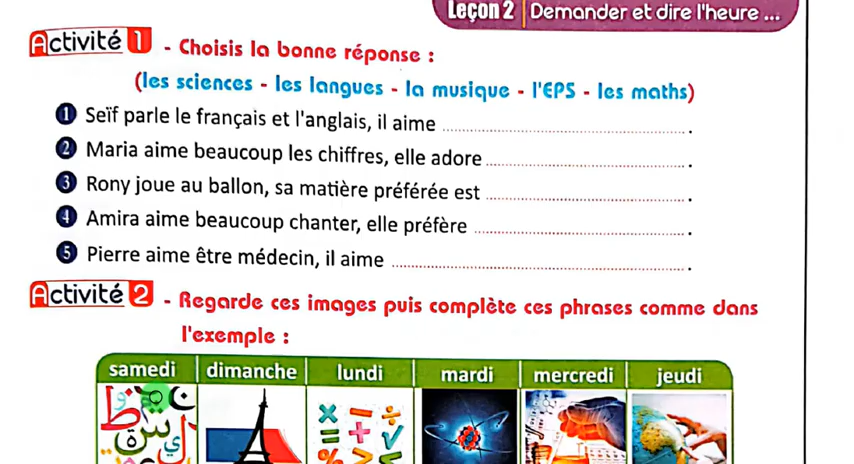 Leçon 2 | Demander et dire l'heure ...
Activité 1 - Choisis la bonne réponse :
(les sciences - les langues - la musique - l'EPS - les maths)
1 Seïf parle le français et l'anglais, il aime .................... .
2 Maria aime beaucoup les chiffres, elle adore .................... .
3 Rony joue au ballon, sa matière préférée est .................... .
4 Amira aime beaucoup chanter, elle préfère .................... .
5 Pierre aime être médecin, il aime .................... .
Activité 2 - Regarde ces images puis complète ces phrases comme dans
l'exemple :
samedi dimanche lundi mardi mercredi jeudi